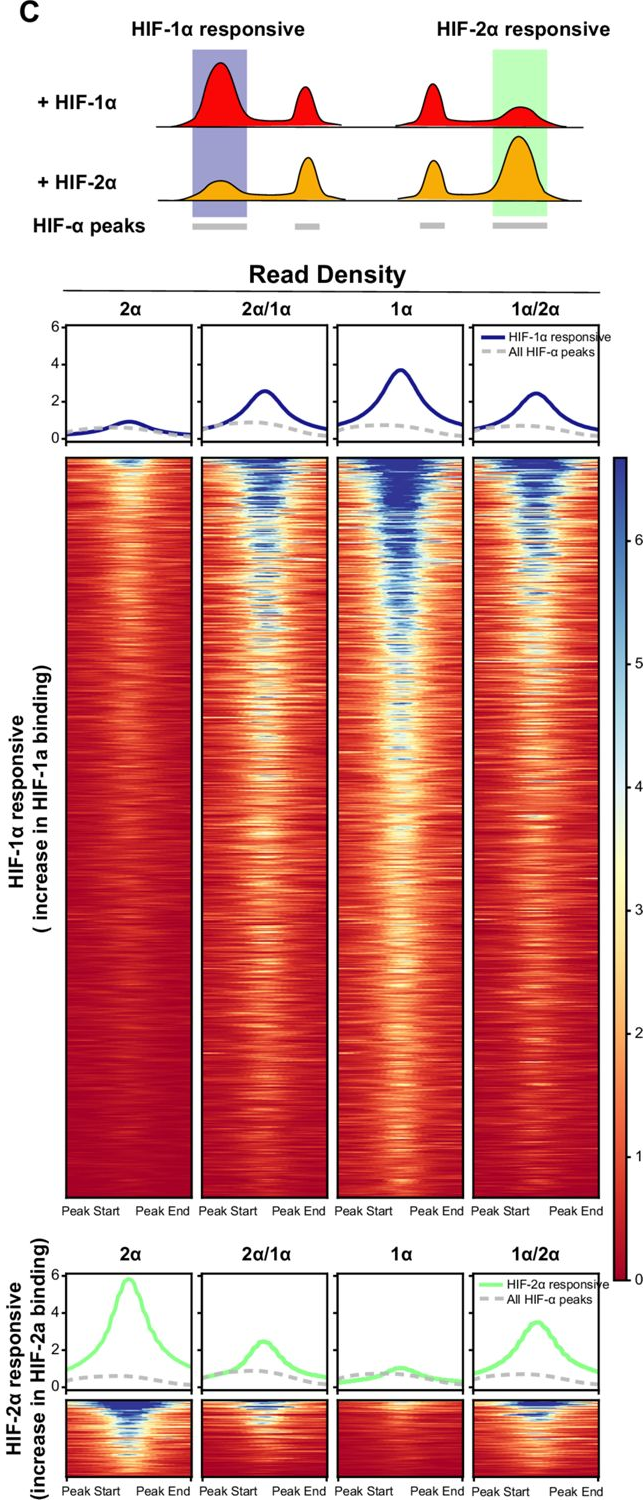 C
HIF-1α responsive HIF-2α responsive
+ HIF-1α
+ HIF-2α
HIF-α peaks
Read Density
2α 2α/1α 1α 1α/2α
6
4
2
0
HIF-1α responsive
All HIF-α peaks
HIF-1α responsive
( increase in HIF-1a binding)
6
5
4
3
2
1
0
Peak Start Peak End Peak Start Peak End Peak Start Peak End Peak Start Peak End
2α 2α/1α 1α 1α/2α
6
4
2
0
HIF-2α responsive
All HIF-α peaks
HIF-2α responsive
(increase in HIF-2a binding)
Peak Start Peak End Peak Start Peak End Peak Start Peak End Peak Start Peak End